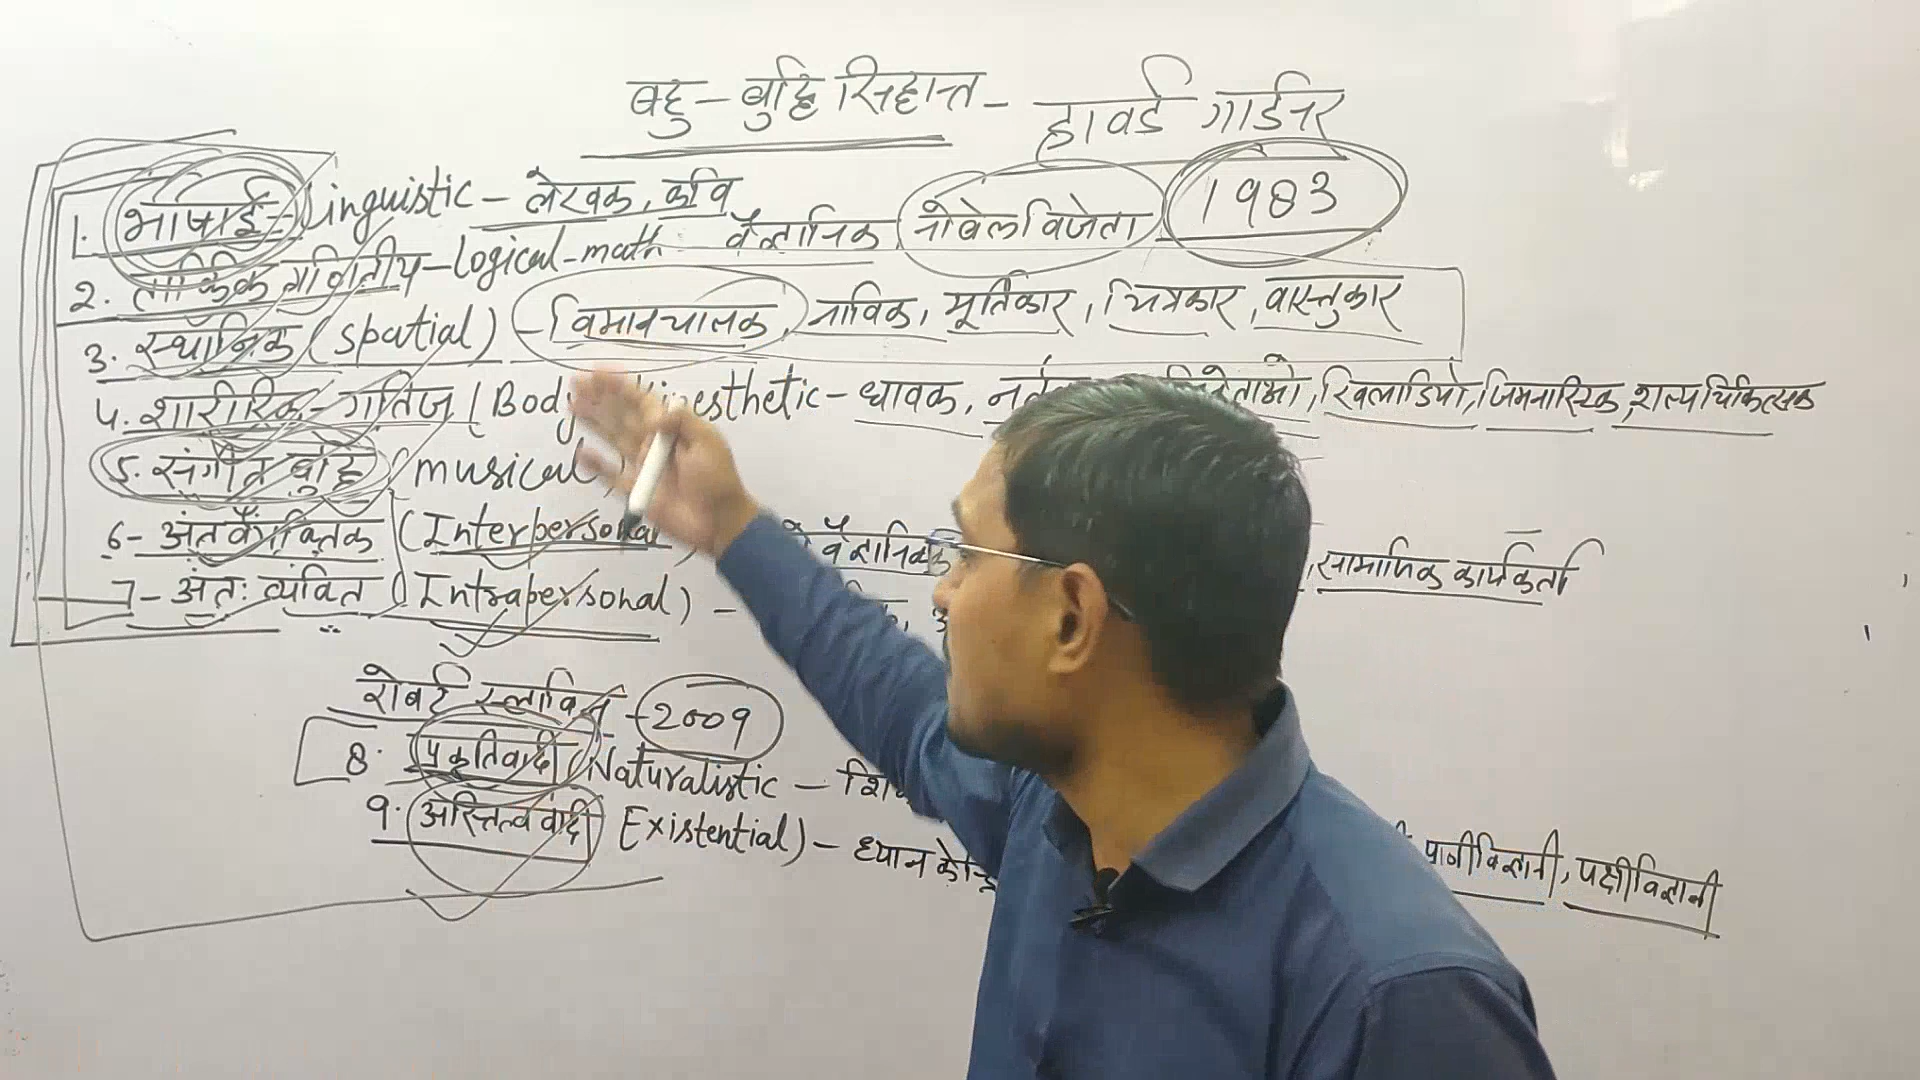 बहु-बुद्धि सिद्धान्त - हावर्ड गार्डनर
1. भाषाई - Linguistic - लेखक, कवि
1983
2. तार्किक गणितीय - Logical-math वैज्ञानिक नोबेल विजेता
3. स्थानिक (Spatial) - विमानचालक, नाविक, मूर्तिकार, चित्रकार, वास्तुकार
4. शारीरिक-गतिज (Body inesthetic - धावक, खिलाडियो, जिमनास्टिक, शल्यचिकित्सक
5. संगीत बुद्धि (musical)
6- अंतर्वैयक्तिक (Interpersonal सामाजिक कार्यकर्ता
7- अंतः व्यक्ति (Intrapersonal) -
रोबर्ट स्लाविन - 2009
8. प्रकृतिवादी (Naturalistic -
9. अस्तित्ववादी Existential) - ध्यान प्राणीविज्ञानी, पक्षीविज्ञानी